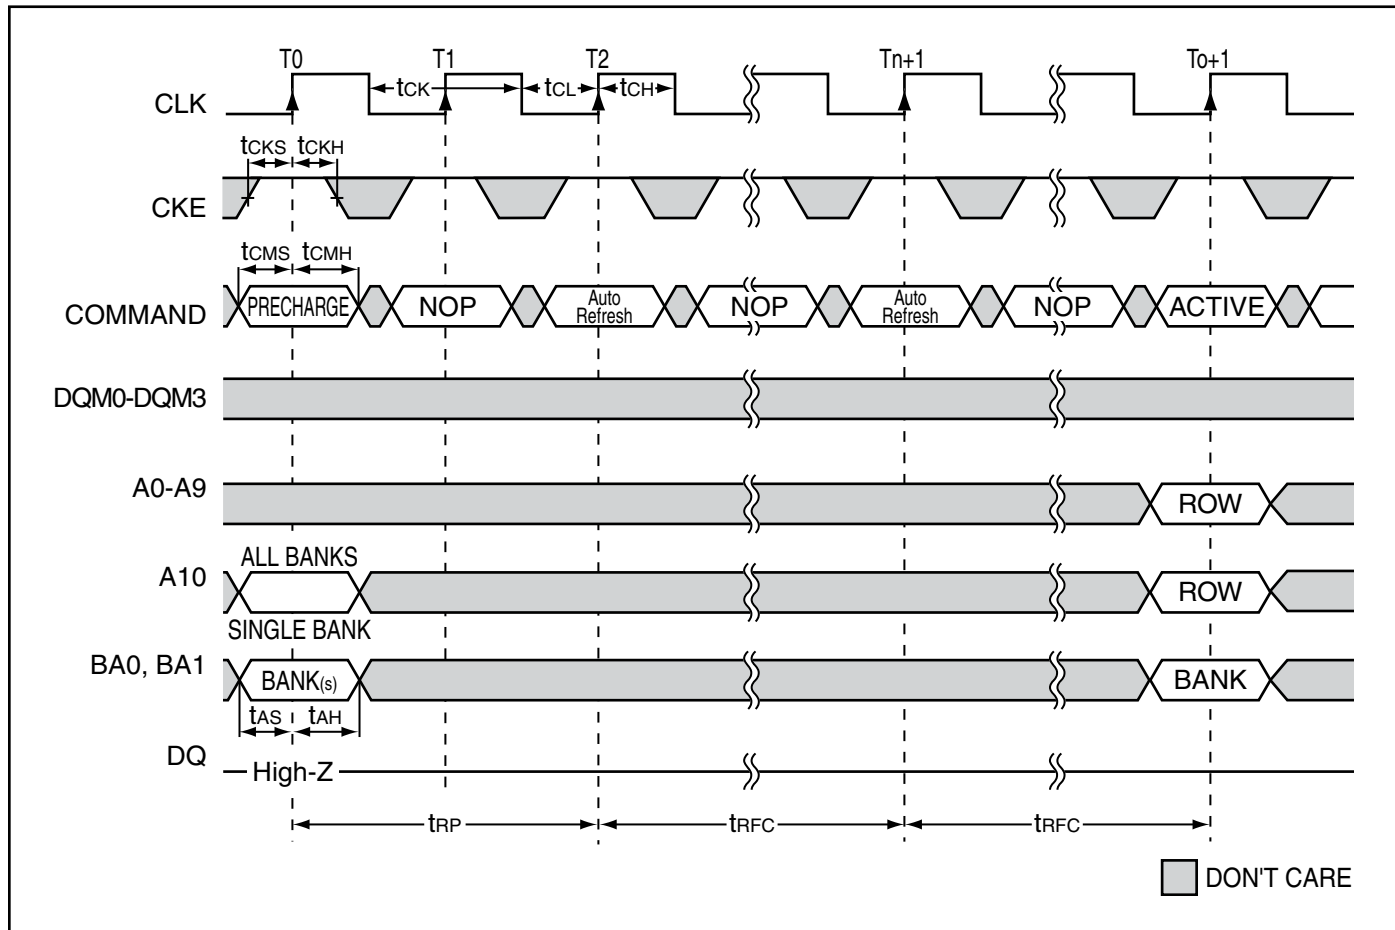 T0 T1 T2 Tn+1 To+1
CLK tCK tCL tCH
tCKS tCKH
CKE
tCMS tCMH
COMMAND PRECHARGE NOP Auto Refresh NOP Auto Refresh NOP ACTIVE
DQM0-DQM3
A0-A9 ROW
ALL BANKS
A10 ROW
SINGLE BANK
BA0, BA1 BANK(s) BANK
tAS tAH
DQ High-Z
tRP tRFC tRFC
DON'T CARE